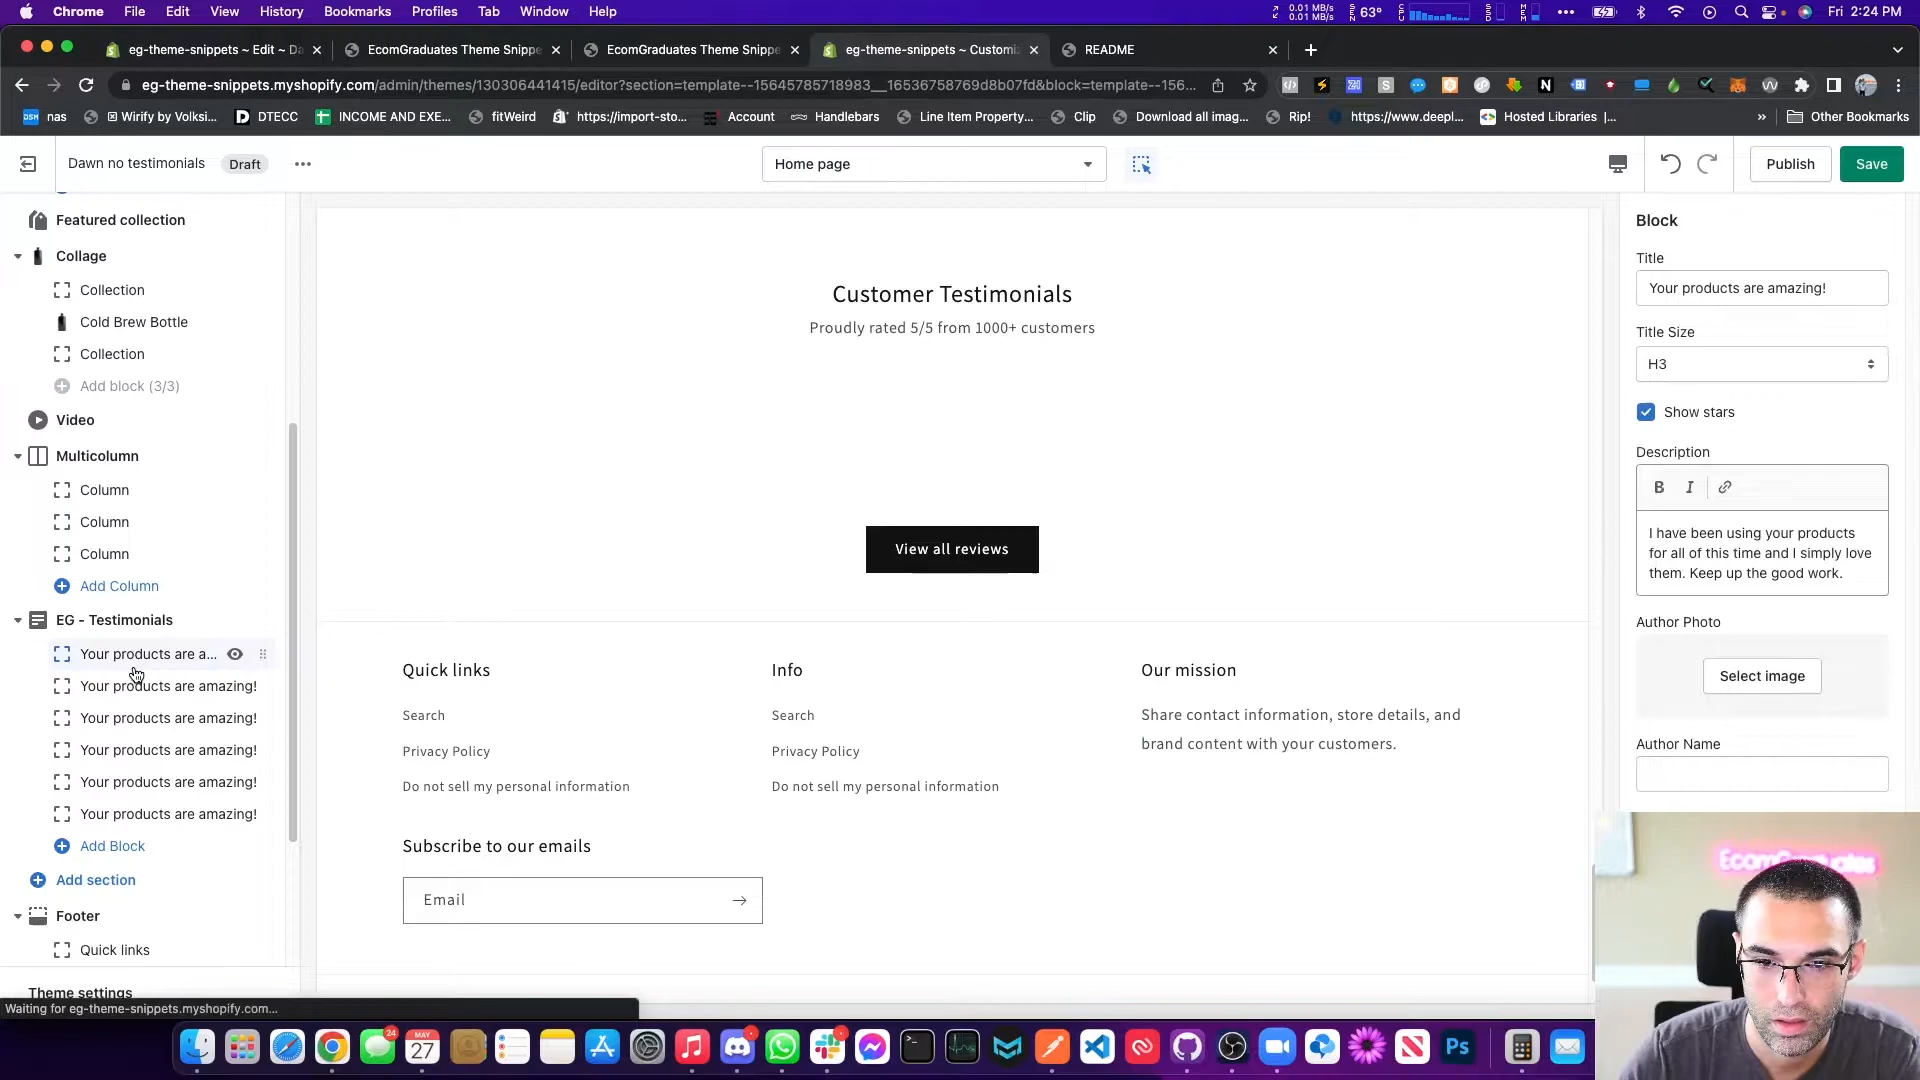 Chrome File Edit View History Bookmarks Profiles Tab Window Help 0.01 MB/s 0.01 MB/s 63° Fri 2:24 PM
eg-theme-snippets ~ Edit ~ Da EcomGraduates Theme Snippe EcomGraduates Theme Snippe eg-theme-snippets ~ Customiz README
eg-theme-snippets.myshopify.com/admin/themes/130306441415/editor?section=template--15645785718983__16536758769d8b07fd&block=template--156...
nas Wirify by Volksi... DTECC INCOME AND EXE... fitWeird https://import-sto... Account Handlebars Line Item Property... Clip Download all imag... Rip! https://www.deepl... Hosted Libraries |... » Other Bookmarks
Dawn no testimonials Draft ••• Home page Publish Save
Featured collection
Collage
Collection
Cold Brew Bottle
Collection
Add block (3/3)
Video
Multicolumn
Column
Column
Column
Add Column
EG - Testimonials
Your products are a...
Your products are amazing!
Your products are amazing!
Your products are amazing!
Your products are amazing!
Your products are amazing!
Add Block
Add section
Footer
Quick links
Theme settings
Waiting for eg-theme-snippets.myshopify.com...
Customer Testimonials
Proudly rated 5/5 from 1000+ customers
View all reviews
Quick links
Search
Privacy Policy
Do not sell my personal information
Info
Search
Privacy Policy
Do not sell my personal information
Our mission
Share contact information, store details, and
brand content with your customers.
Subscribe to our emails
Email
Block
Title
Your products are amazing!
Title Size
H3
Show stars
Description
B I
I have been using your products
for all of this time and I simply love
them. Keep up the good work.
Author Photo
Select image
Author Name
EcomGraduates
24
MAY
27
Ps